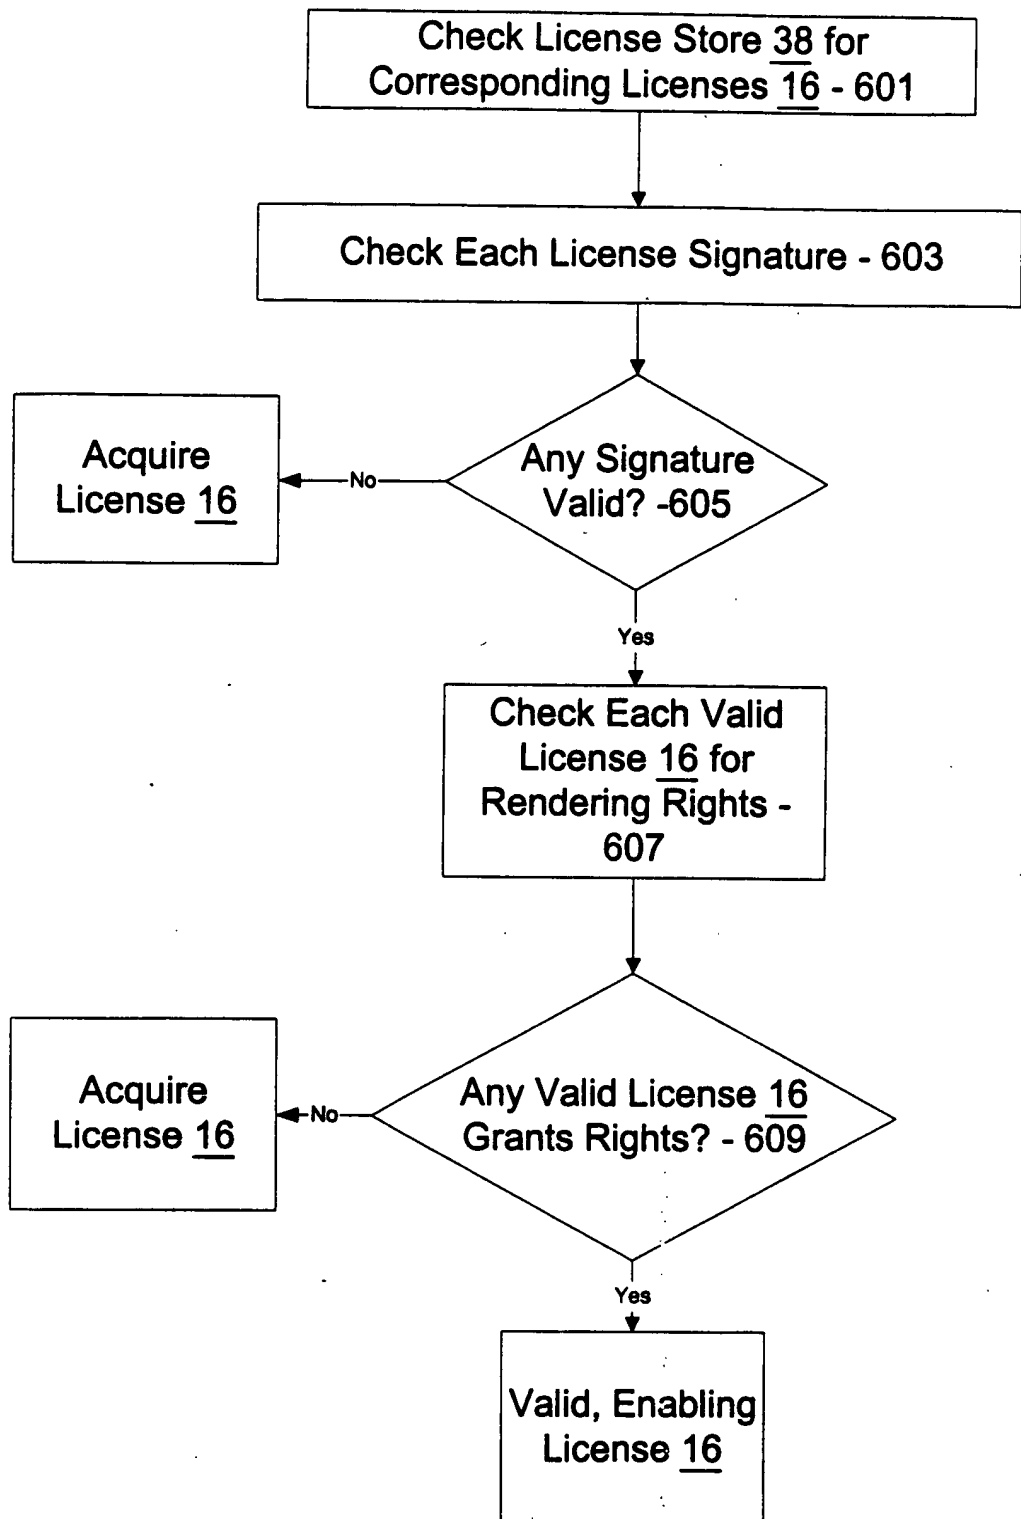 Check License Store 38 for
Corresponding Licenses 16 - 601
Check Each License Signature - 603
Any Signature
Valid? -605
No
Acquire
License 16
Yes
Check Each Valid
License 16 for
Rendering Rights -
607
Any Valid License 16
Grants Rights? - 609
No
Acquire
License 16
Yes
Valid, Enabling
License 16